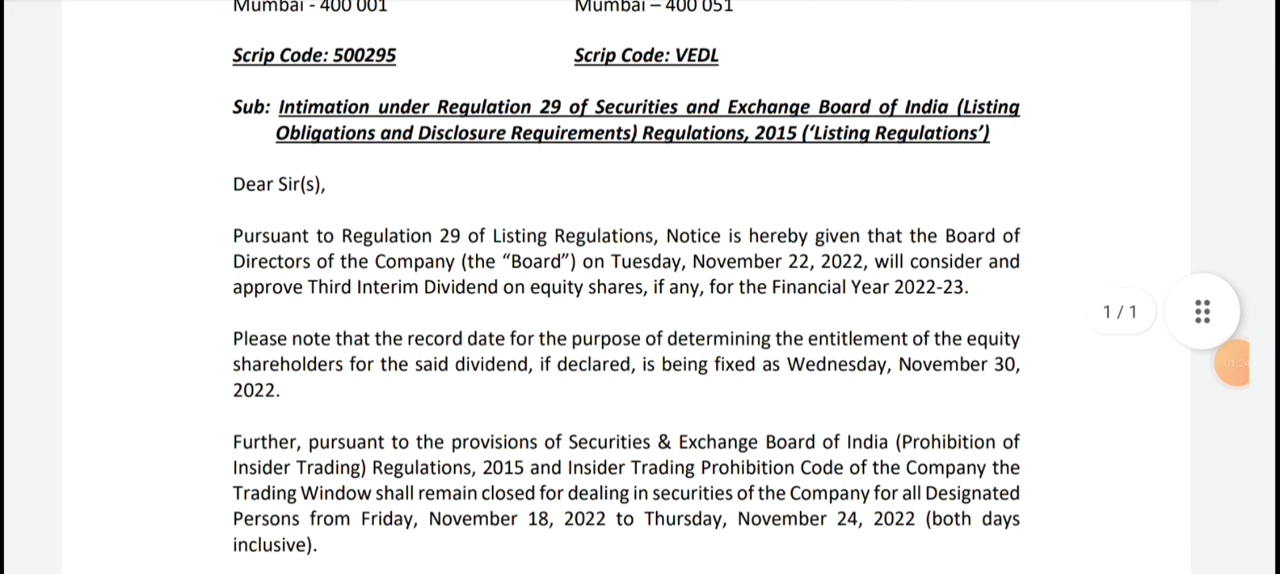 Mumbai - 400 001 Mumbai – 400 051
Scrip Code: 500295 Scrip Code: VEDL
Sub: Intimation under Regulation 29 of Securities and Exchange Board of India (Listing
Obligations and Disclosure Requirements) Regulations, 2015 (‘Listing Regulations’)
Dear Sir(s),
Pursuant to Regulation 29 of Listing Regulations, Notice is hereby given that the Board of
Directors of the Company (the “Board”) on Tuesday, November 22, 2022, will consider and
approve Third Interim Dividend on equity shares, if any, for the Financial Year 2022-23.
1 / 1
Please note that the record date for the purpose of determining the entitlement of the equity
shareholders for the said dividend, if declared, is being fixed as Wednesday, November 30,
2022.
Further, pursuant to the provisions of Securities & Exchange Board of India (Prohibition of
Insider Trading) Regulations, 2015 and Insider Trading Prohibition Code of the Company the
Trading Window shall remain closed for dealing in securities of the Company for all Designated
Persons from Friday, November 18, 2022 to Thursday, November 24, 2022 (both days
inclusive).